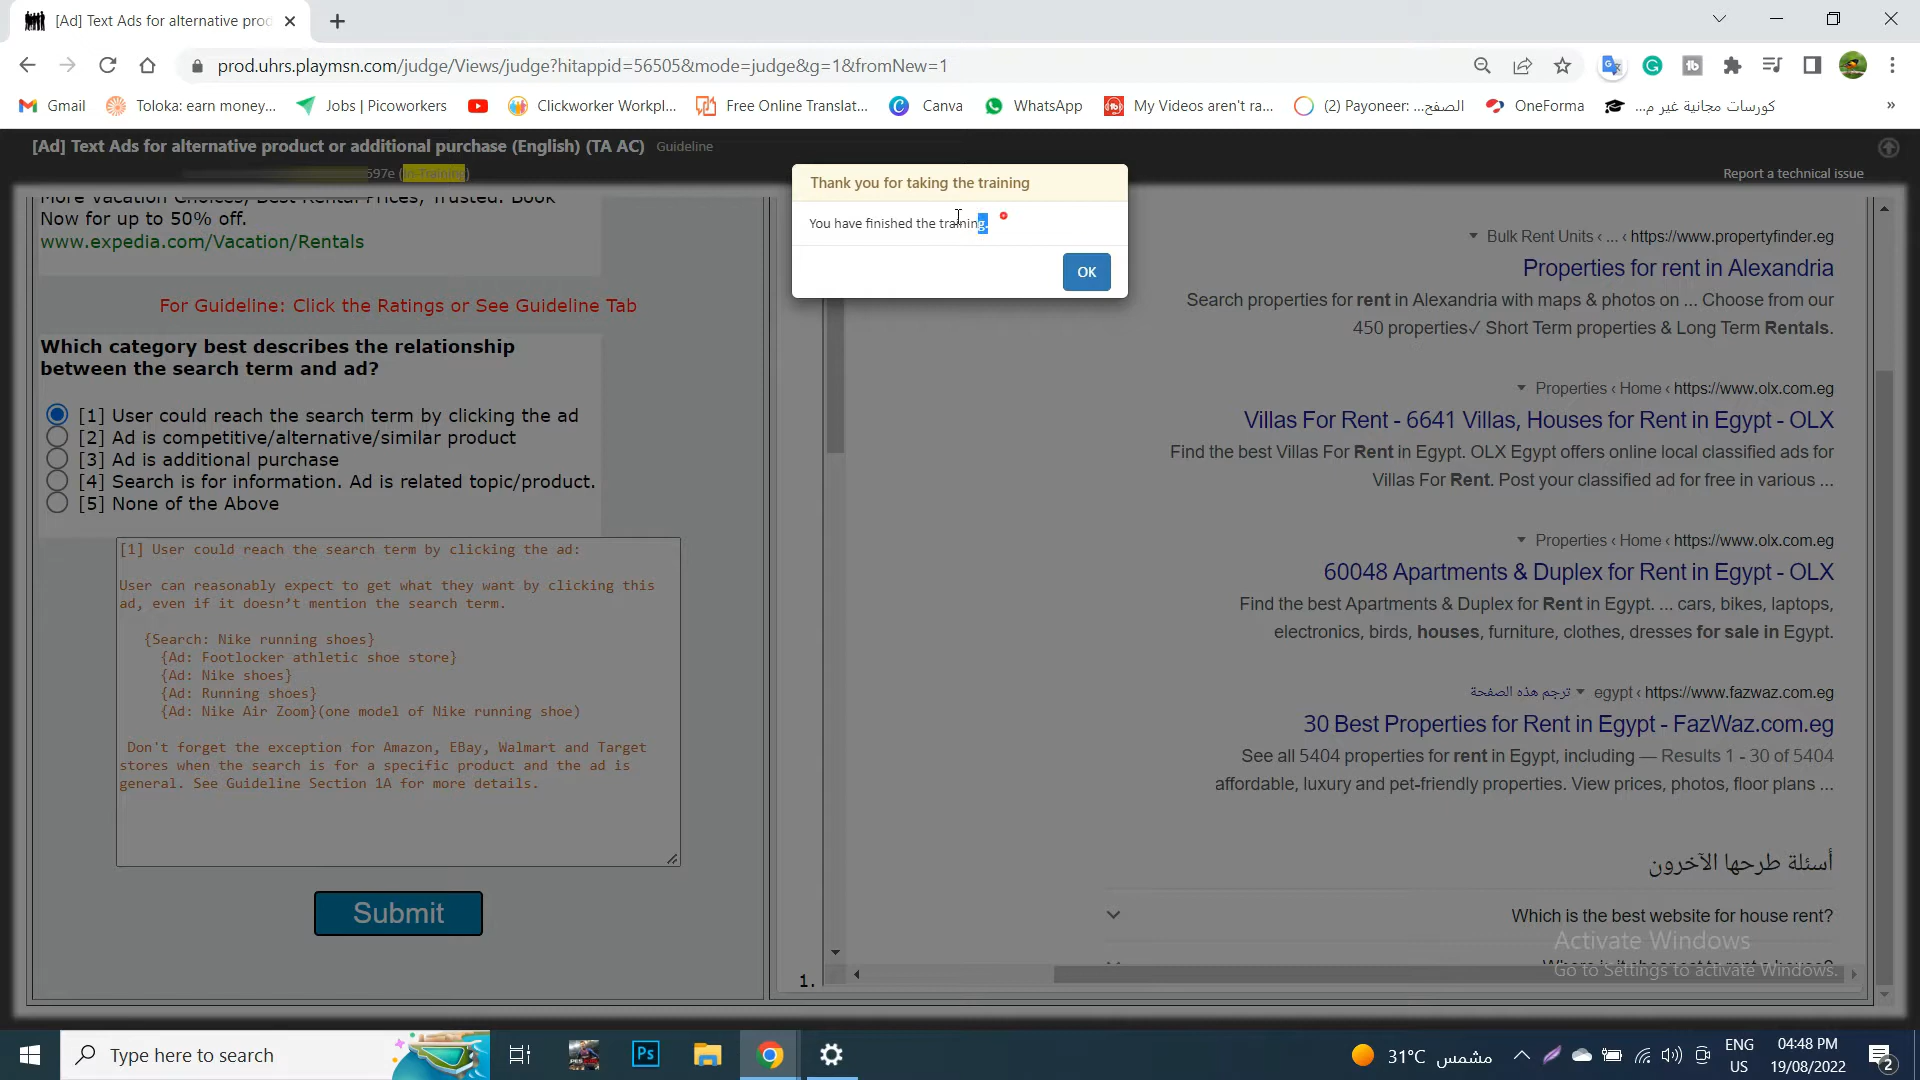 [Ad] Text Ads for alternative prod
prod.uhrs.playmsn.com/judge/Views/judge?hitappid=56505&mode=judge&g=1&fromNew=1
Gmail
Toloka: earn money...
Jobs | Picoworkers
Clickworker Workpl...
Free Online Translat...
Canva
WhatsApp
My Videos aren't ra...
(2) Payoneer: ...الصفح
OneForma
كورسات مجانية غير م...
»
[Ad] Text Ads for alternative product or additional purchase (English) (TA AC)
Guideline
597e (In-Training)
Report a technical issue
Thank you for taking the training
You have finished the training.
OK
More Vacation Choices, Best Rental Prices, Trusted. Book
Now for up to 50% off.
www.expedia.com/Vacation/Rentals
For Guideline: Click the Ratings or See Guideline Tab
Which category best describes the relationship
between the search term and ad?
[1] User could reach the search term by clicking the ad
[2] Ad is competitive/alternative/similar product
[3] Ad is additional purchase
[4] Search is for information. Ad is related topic/product.
[5] None of the Above
[1] User could reach the search term by clicking the ad:
User can reasonably expect to get what they want by clicking this
ad, even if it doesn’t mention the search term.
{Search: Nike running shoes}
{Ad: Footlocker athletic shoe store}
{Ad: Nike shoes}
{Ad: Running shoes}
{Ad: Nike Air Zoom}(one model of Nike running shoe)
Don't forget the exception for Amazon, EBay, Walmart and Target
stores when the search is for a specific product and the ad is
general. See Guideline Section 1A for more details.
Submit
1.
Bulk Rent Units ‹ ... ‹ https://www.propertyfinder.eg
Properties for rent in Alexandria
Search properties for rent in Alexandria with maps & photos on ... Choose from our
450 properties✓ Short Term properties & Long Term Rentals.
Properties ‹ Home ‹ https://www.olx.com.eg
Villas For Rent - 6641 Villas, Houses for Rent in Egypt - OLX
Find the best Villas For Rent in Egypt. OLX Egypt offers online local classified ads for
Villas For Rent. Post your classified ad for free in various ...
Properties ‹ Home ‹ https://www.olx.com.eg
60048 Apartments & Duplex for Rent in Egypt - OLX
Find the best Apartments & Duplex for Rent in Egypt. ... cars, bikes, laptops,
electronics, birds, houses, furniture, clothes, dresses for sale in Egypt.
ترجم هذه الصفحة egypt ‹ https://www.fazwaz.com.eg
30 Best Properties for Rent in Egypt - FazWaz.com.eg
See all 5404 properties for rent in Egypt, including — Results 1 - 30 of 5404
affordable, luxury and pet-friendly properties. View prices, photos, floor plans ...
أسئلة طرحها الآخرون
Which is the best website for house rent?
Activate Windows
Go to Settings to activate Windows.
Type here to search
Ps
31°C مشمس
ENG
US
04:48 PM
19/08/2022
2